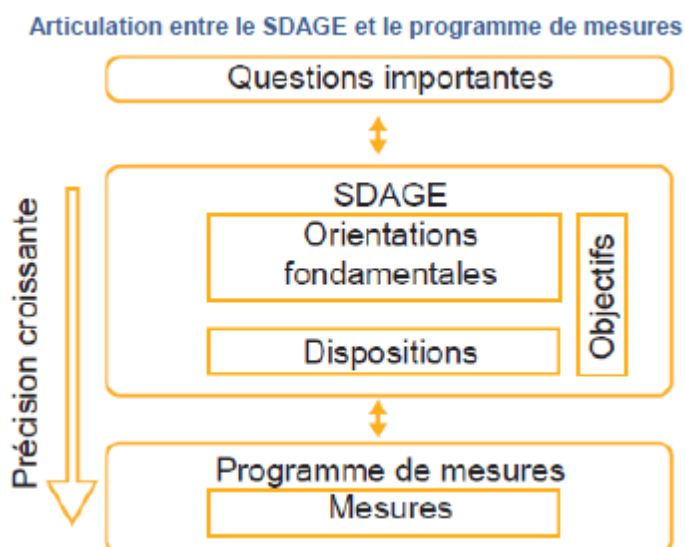 Articulation entre le SDAGE et le programme de mesures
Questions importantes
SDAGE
Orientations
fondamentales
Dispositions
Objectifs
Précision croissante
Programme de mesures
Mesures